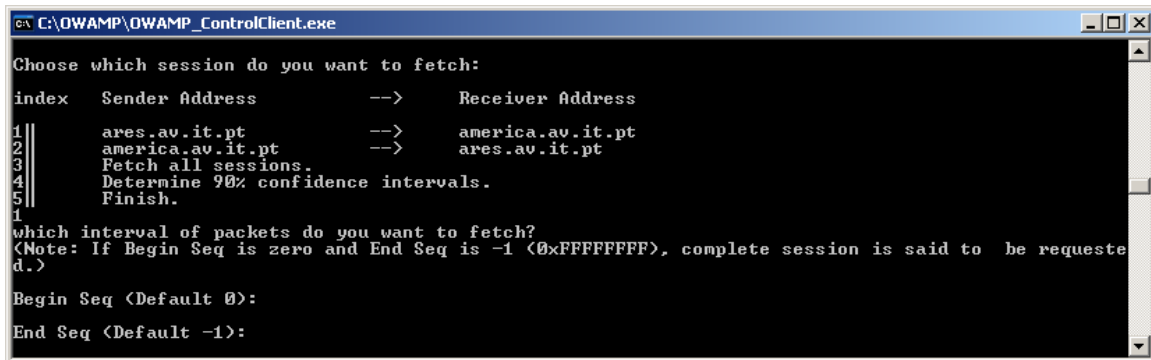 C:\OWAMP\OWAMP_ControlClient.exe
Choose which session do you want to fetch:
index Sender Address --> Receiver Address
1|| ares.av.it.pt --> america.av.it.pt
2|| america.av.it.pt --> ares.av.it.pt
3|| Fetch all sessions.
4|| Determine 90% confidence intervals.
5|| Finish.
1
which interval of packets do you want to fetch?
(Note: If Begin Seq is zero and End Seq is -1 (0xFFFFFFFF), complete session is said to  be requeste
d.)
Begin Seq (Default 0):
End Seq (Default -1):